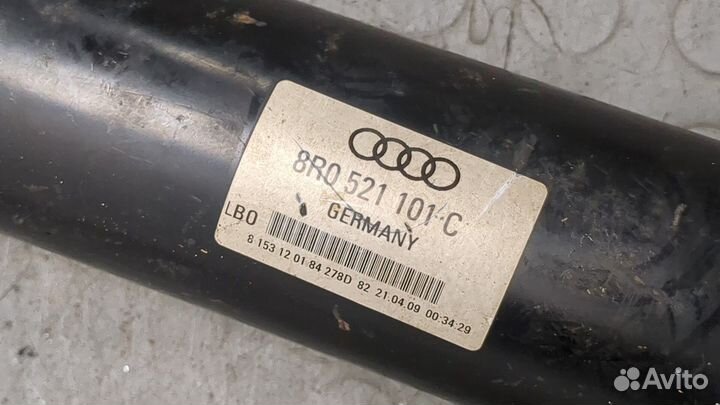 8R0 521 101 C
GERMANY
LBO
8 153 12 01 84 278D 82 21.04.09 00:34:29
Avito